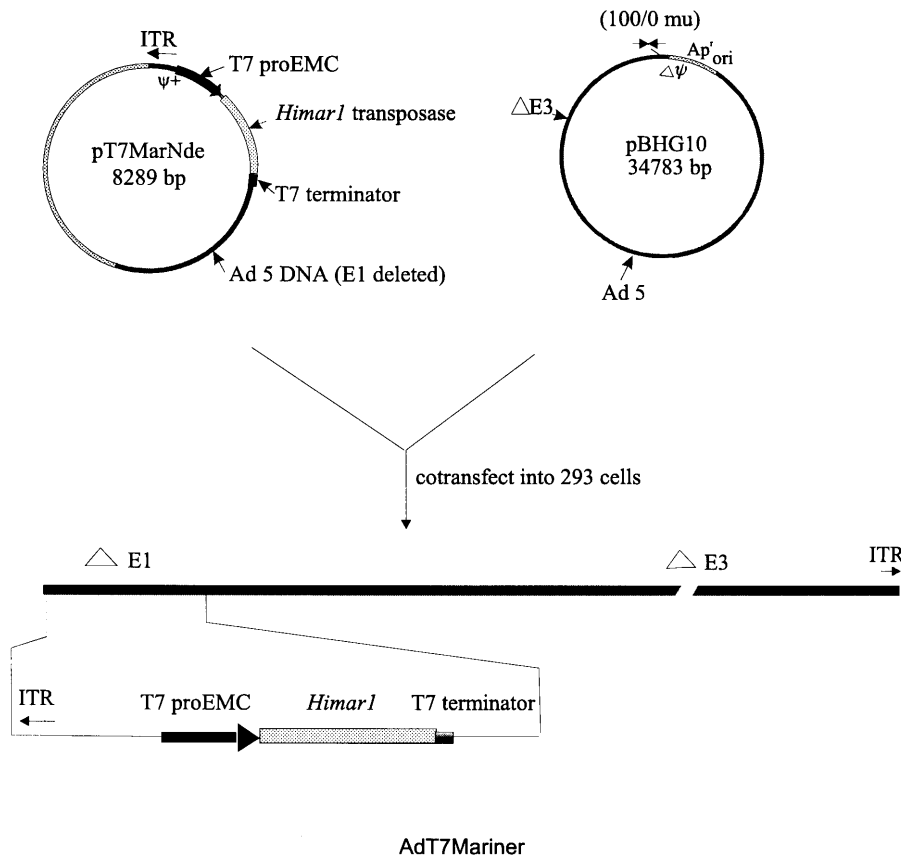 ITR
T7 proEMC
ψ+
Himar1 transposase
pT7MarNde
8289 bp
T7 terminator
Ad 5 DNA (E1 deleted)
(100/0 mu)
Apʳ
ori
Δψ
△E3
pBHG10
34783 bp
Ad 5
cotransfect into 293 cells
△ E1
△ E3
ITR
ITR
T7 proEMC
Himar1
T7 terminator
AdT7Mariner